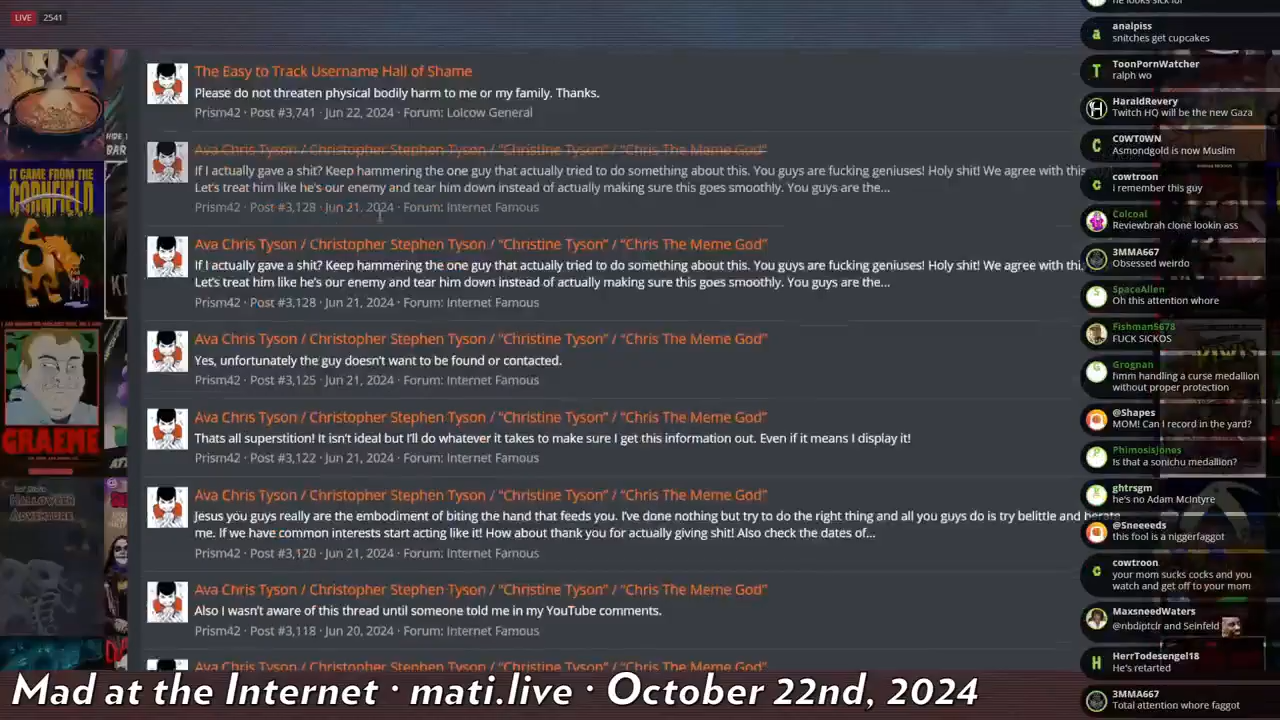 LIVE 2541
The Easy to Track Username Hall of Shame
Please do not threaten physical bodily harm to me or my family. Thanks.
Prism42 · Post #3,741 · Jun 22, 2024 · Forum: Lolcow General
Ava Chris Tyson / Christopher Stephen Tyson / "Christine Tyson" / "Chris The Meme God"
If I actually gave a shit? Keep hammering the one guy that actually tried to do something about this. You guys are fucking geniuses! Holy shit! We agree with this
Let's treat him like he's our enemy and tear him down instead of actually making sure this goes smoothly. You guys are the...
Prism42 · Post #3,128 · Jun 21, 2024 · Forum: Internet Famous
Ava Chris Tyson / Christopher Stephen Tyson / "Christine Tyson" / "Chris The Meme God"
If I actually gave a shit? Keep hammering the one guy that actually tried to do something about this. You guys are fucking geniuses! Holy shit! We agree with thi
Let's treat him like he's our enemy and tear him down instead of actually making sure this goes smoothly. You guys are the...
Prism42 · Post #3,128 · Jun 21, 2024 · Forum: Internet Famous
Ava Chris Tyson / Christopher Stephen Tyson / "Christine Tyson" / "Chris The Meme God"
Yes, unfortunately the guy doesn't want to be found or contacted.
Prism42 · Post #3,125 · Jun 21, 2024 · Forum: Internet Famous
Ava Chris Tyson / Christopher Stephen Tyson / "Christine Tyson" / "Chris The Meme God"
Thats all superstition! It isn't ideal but I'll do whatever it takes to make sure I get this information out. Even if it means I display it!
Prism42 · Post #3,122 · Jun 21, 2024 · Forum: Internet Famous
Ava Chris Tyson / Christopher Stephen Tyson / "Christine Tyson" / "Chris The Meme God"
Jesus you guys really are the embodiment of biting the hand that feeds you. I've done nothing but try to do the right thing and all you guys do is try belittle and berate
me. If we have common interests start acting like it! How about thank you for actually giving shit! Also check the dates of...
Prism42 · Post #3,120 · Jun 21, 2024 · Forum: Internet Famous
Ava Chris Tyson / Christopher Stephen Tyson / "Christine Tyson" / "Chris The Meme God"
Also I wasn't aware of this thread until someone told me in my YouTube comments.
Prism42 · Post #3,118 · Jun 20, 2024 · Forum: Internet Famous
Ava Chris Tyson / Christopher Stephen Tyson / "Christine Tyson" / "Chris The Meme God"
IT CAME FROM THE
CORNFIELD
GRAEME
HALLOWEEN
ADVENTURE
analpiss
snitches get cupcakes
ToonPornWatcher
ralph wo
HaraldRevery
Twitch HQ will be the new Gaza
C0WT0WN
Asmondgold is now Muslim
cowtroon
i remember this guy
Colcoal
Reviewbrah clone lookin ass
3MMA667
Obsessed weirdo
SpaceAllen
Oh this attention whore
Fishman5678
FUCK SICKOS
Grognan
hmm handling a curse medallion
without proper protection
@Shapes
MOM! Can I record in the yard?
PhimosisJones
Is that a sonichu medallion?
ghtrsgm
he's no Adam McIntyre
@Sneeeeds
this fool is a niggerfaggot
cowtroon
your mom sucks cocks and you
watch and get off to your mom
MaxsneedWaters
@nbdiptclr and Seinfeld
HerrTodesengel18
He's retarted
3MMA667
Total attention whore faggot
Mad at the Internet · mati.live · October 22nd, 2024